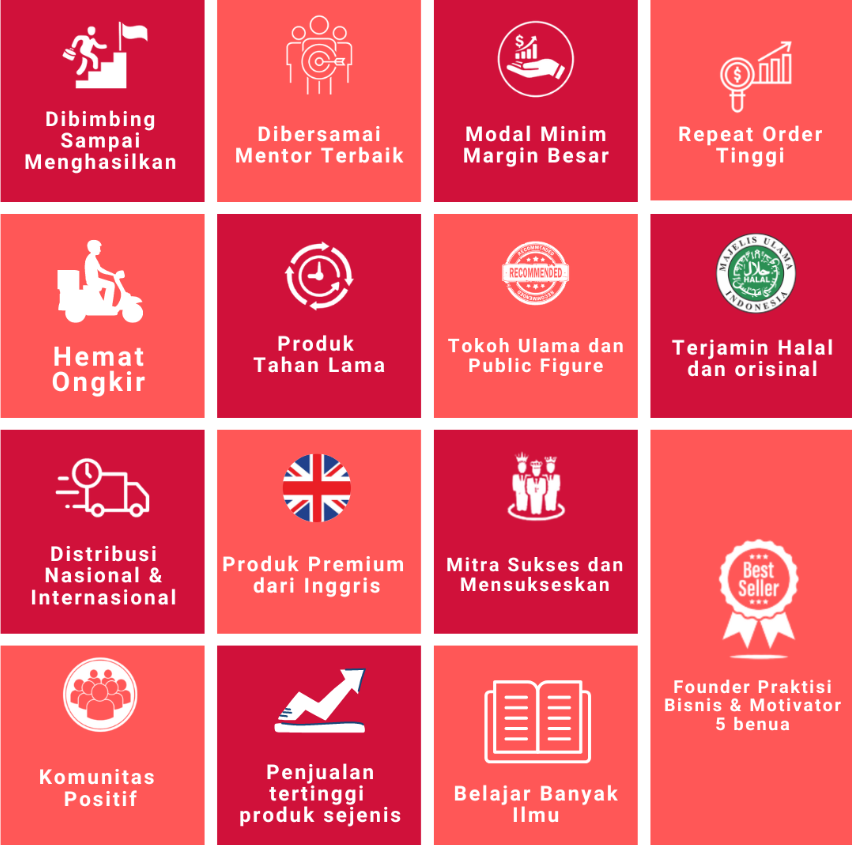 Dibimbing
Sampai
Menghasilkan
Dibersamai
Mentor Terbaik
Modal Minim
Margin Besar
Repeat Order
Tinggi
Hemat
Ongkir
Produk
Tahan Lama
RECOMMENDED
RECOMMENDED
RECOMMENDED
Tokoh Ulama dan
Public Figure
MAJELIS ULAMA
حلال
HALAL
INDONESIA
Terjamin Halal
dan orisinal
Distribusi
Nasional &
Internasional
Produk Premium
dari Inggris
Mitra Sukses dan
Mensukseskan
Best
Seller
Founder Praktisi
Bisnis & Motivator
5 benua
Komunitas
Positif
Penjualan
tertinggi
produk sejenis
Belajar Banyak
Ilmu